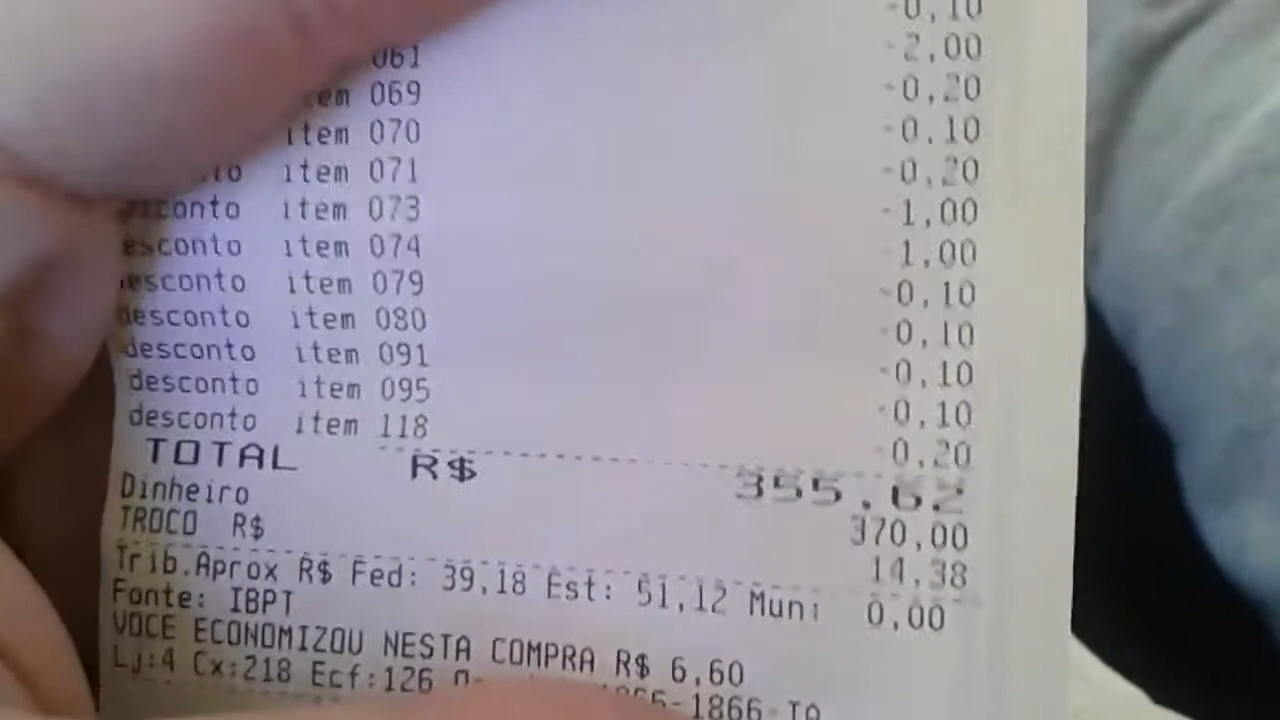 -0,10
061 -2,00
item 069 -0,20
item 070 -0,10
item 071 -0,20
desconto item 073 -1,00
desconto item 074 1,00
desconto item 079 -0,10
desconto item 080 -0,10
desconto item 091 -0,10
desconto item 095 -0,10
desconto item 118 0,20
TOTAL R$ 355,62
Dinheiro 370,00
TROCO R$ 14,38
Trib.Aprox R$ Fed: 39,18 Est: 51,12 Mun: 0,00
Fonte: IBPT
VOCE ECONOMIZOU NESTA COMPRA R$ 6,60
Lj:4 Cx:218 Ecf:126